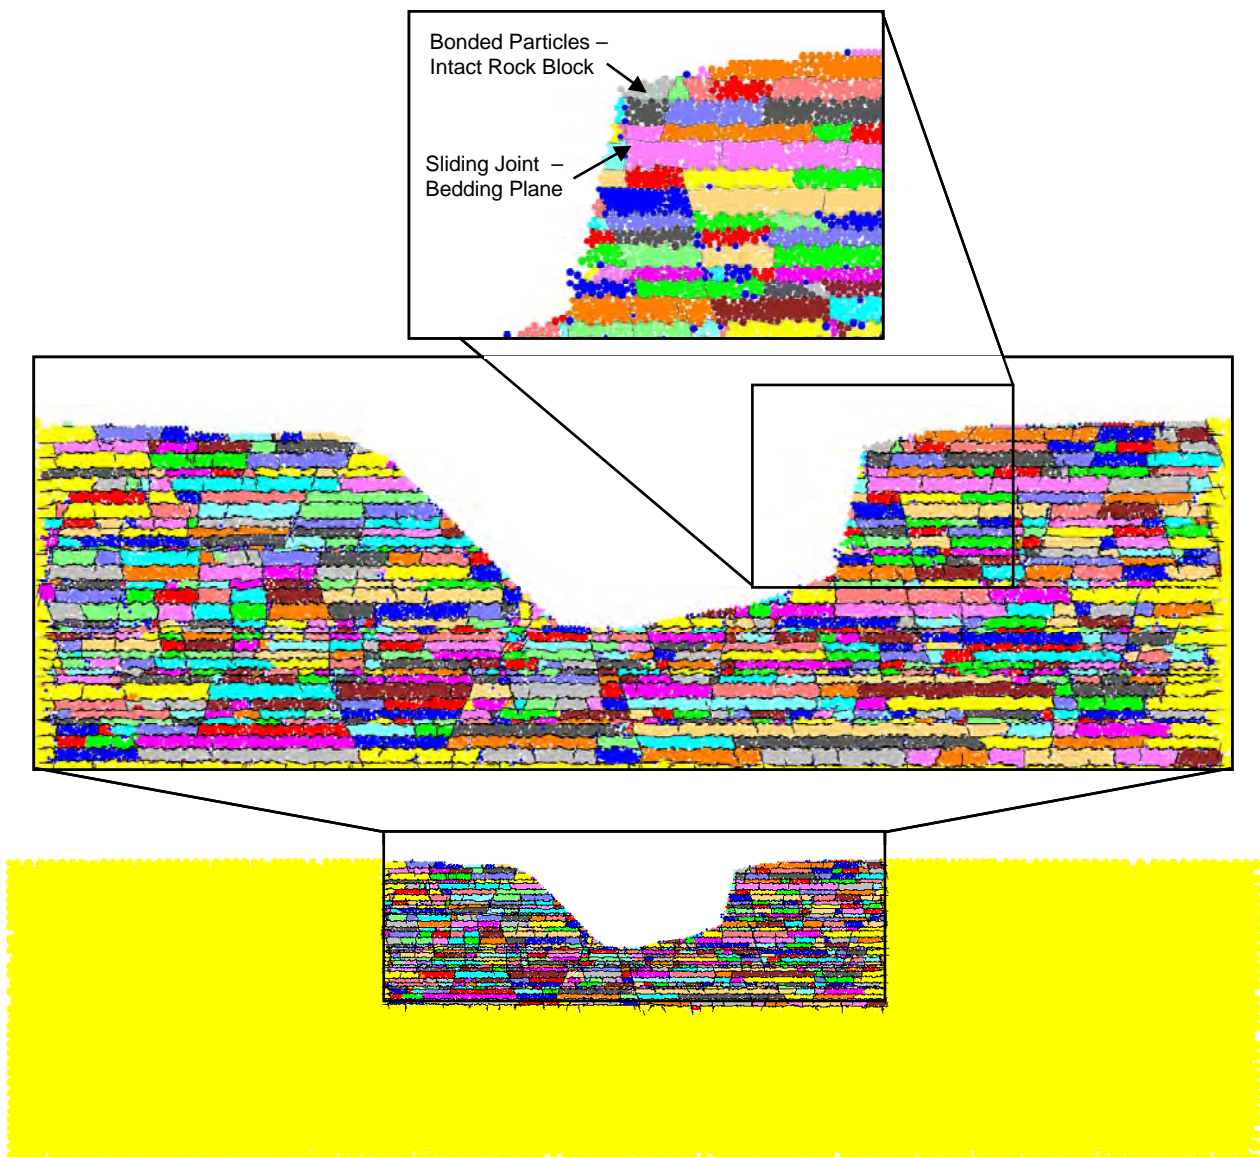 Bonded Particles –
Intact Rock Block
Sliding Joint –
Bedding Plane